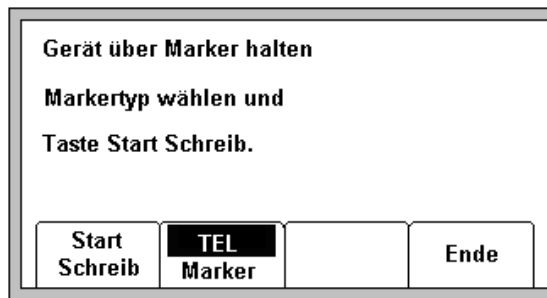 Gerät über Marker halten
Markertyp wählen und
Taste Start Schreib.
Start
Schreib
TEL
Marker
Ende